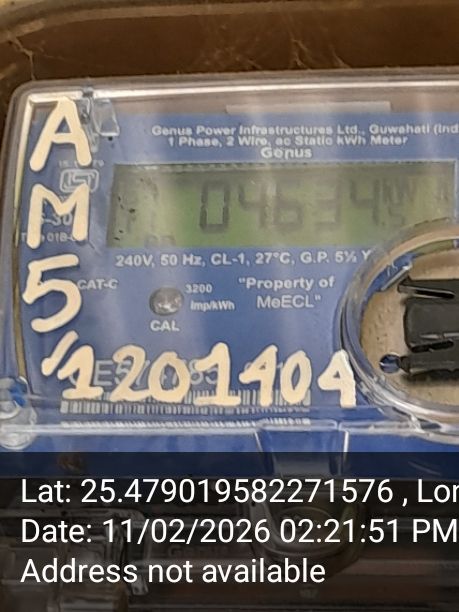 Genus Power Infrastructures Ltd., Guwahati (Ind
1 Phase, 2 Wire, ac Static kWh Meter
Genus
04634 kW
240V, 50 Hz, CL-1, 27°C, G.P. 5½ Y
CAT-C
3200
Imp/kWh
"Property of
MeECL"
CAL
AM5
/1201404
Lat: 25.479019582271576 , Lon
Date: 11/02/2026 02:21:51 PM
Address not available